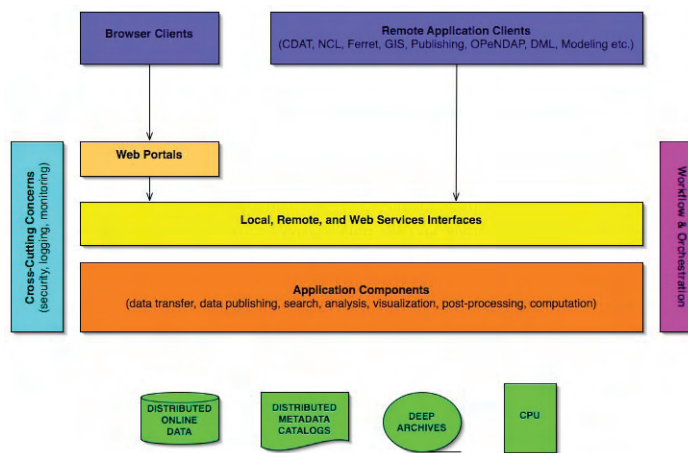 Browser Clients
Remote Application Clients
(CDAT, NCL, Ferret, GIS, Publishing, OPeNDAP, DML, Modeling etc.)
Cross-Cutting Concerns
(security, logging, monitoring)
Web Portals
Workflow & Orchestration
Local, Remote, and Web Services Interfaces
Application Components
(data transfer, data publishing, search, analysis, visualization, post-processing, computation)
DISTRIBUTED
ONLINE
DATA
DISTRIBUTED
METADATA
CATALOGS
DEEP
ARCHIVES
CPU